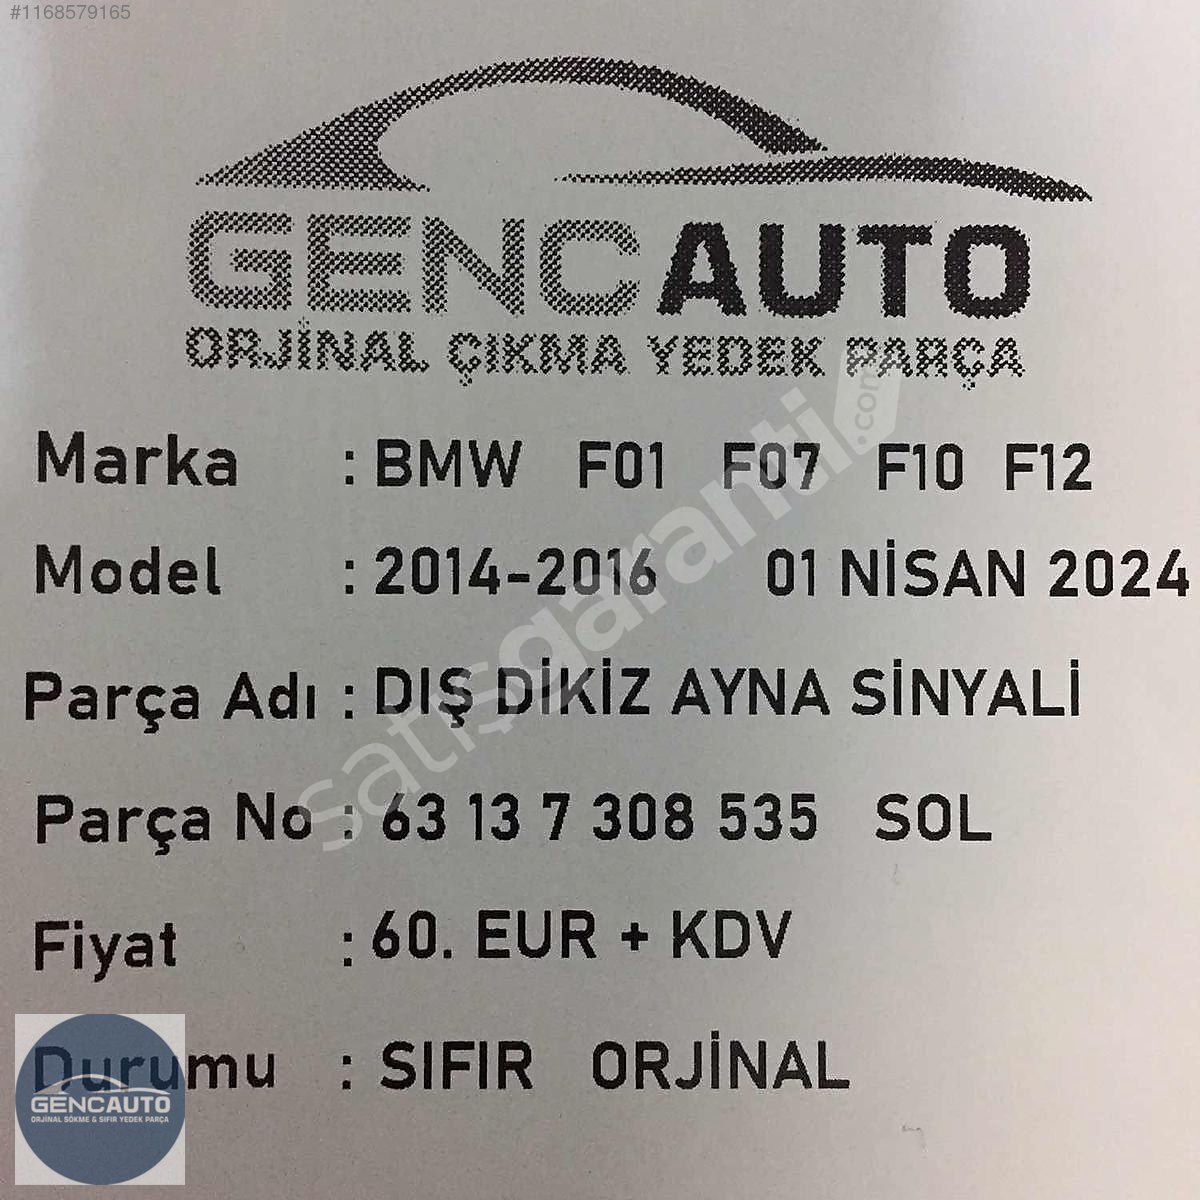 #1168579165
GENCAUTO
ORJİNAL ÇIKMA YEDEK PARÇA
Marka : BMW F01 F07 F10 F12
Model : 2014-2016 01 NİSAN 2024
Parça Adı : DIŞ DİKİZ AYNA SİNYALİ
Parça No : 63 13 7 308 535 SOL
Fiyat : 60. EUR + KDV
Durumu : SIFIR ORJİNAL
satışgaranti.com
GENCAUTO
ORJİNAL SÖKME & SIFIR YEDEK PARÇA